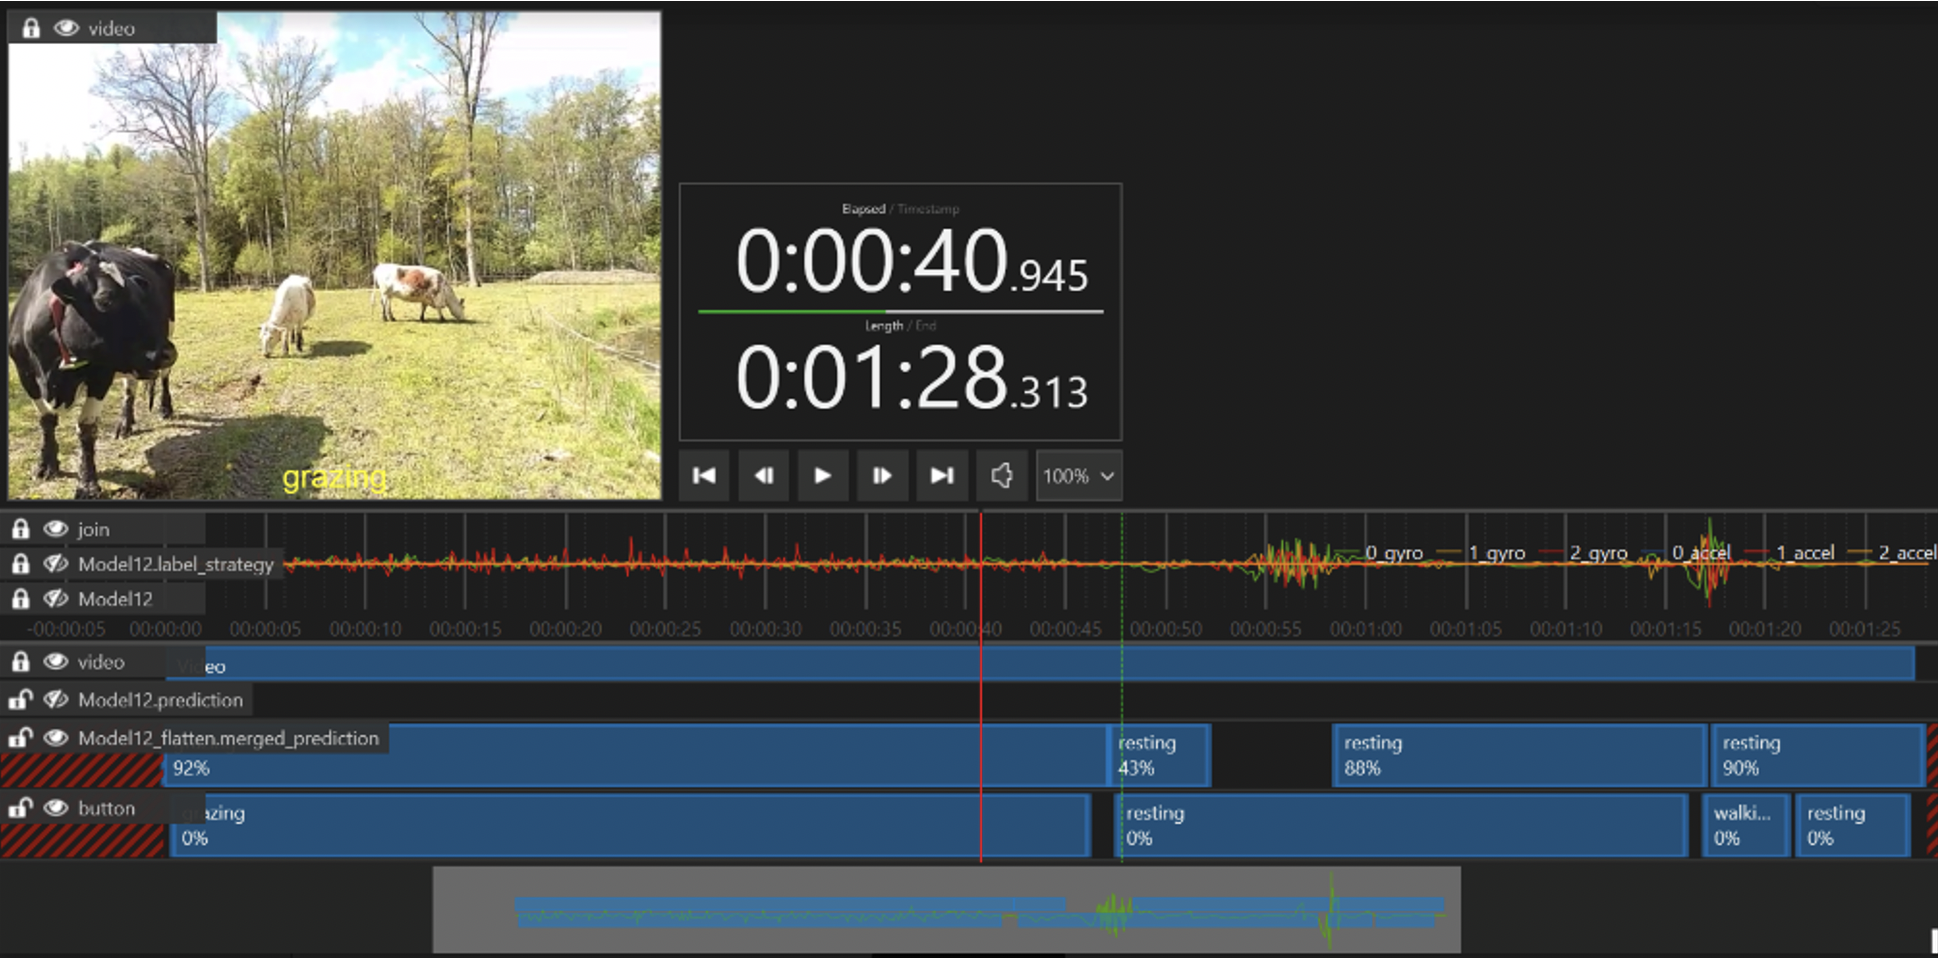 video
grazing
Elapsed / Timestamp
0:00:40.945
Length / End
0:01:28.313
100%
join
Model12.label_strategy
0_gyro 1_gyro 2_gyro 0_accel 1_accel 2_accel
Model12
-00:00:05 00:00:00 00:00:05 00:00:10 00:00:15 00:00:20 00:00:25 00:00:30 00:00:35 00:00:40 00:00:45 00:00:50 00:00:55 00:01:00 00:01:05 00:01:10 00:01:15 00:01:20 00:01:25
video
Video
Model12.prediction
Model12_flatten.merged_prediction
92%
resting
43%
resting
88%
resting
90%
button
azing
0%
resting
0%
walki...
0%
resting
0%